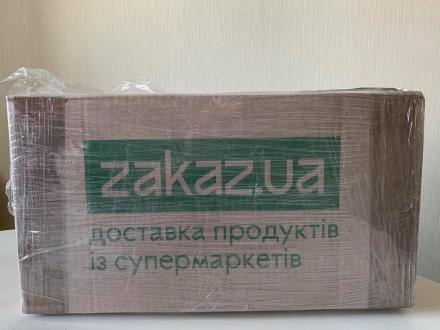 zakaz.ua
доставка продуктів
із супермаркетів